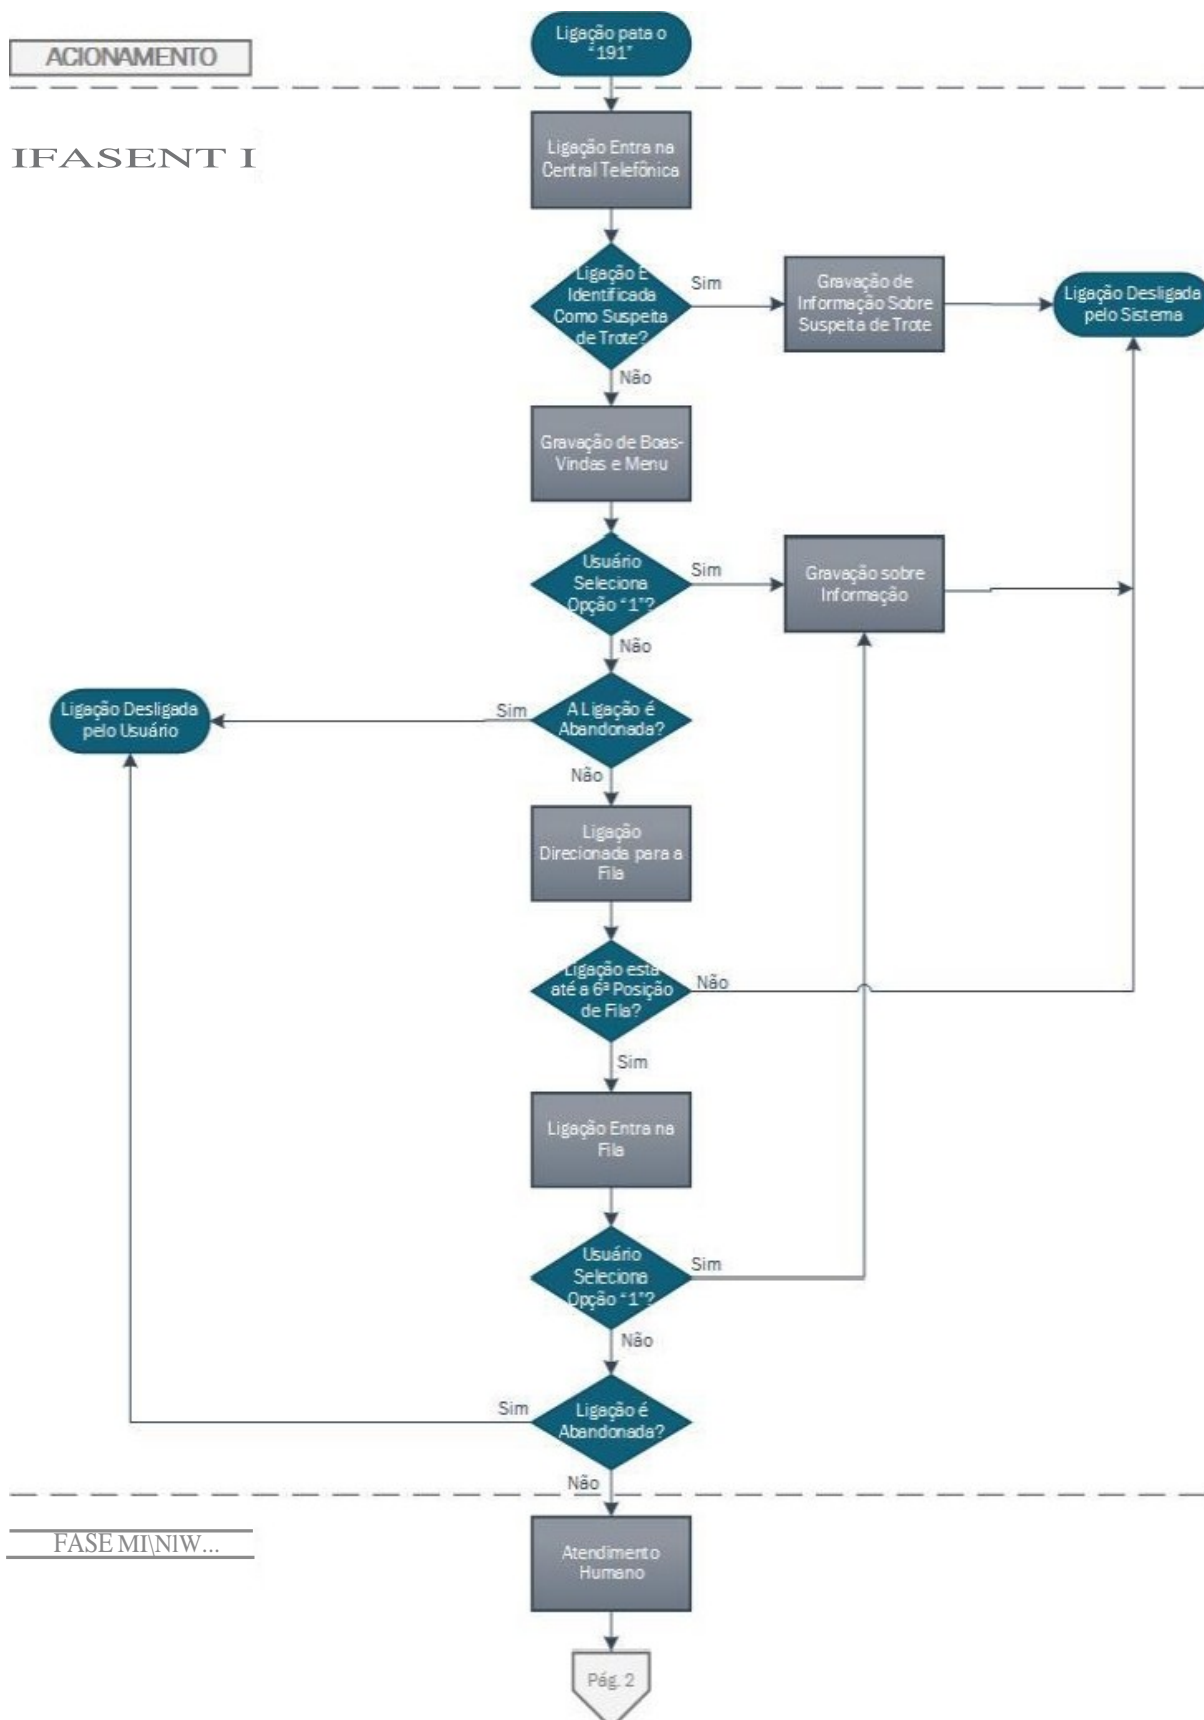 Ligação pata o
"191"
ACIONAMENTO
IFASENT I
Ligação Entra na
Central Telefônica
Ligação E
Identificada
Como Suspeita
de Trote?
Sim
Gravação de
Informação Sobre
Suspeita de Trote
Ligação Desligada
pelo Sistema
Não
Gravação de Boas-
Vindas e Menu
Usuário
Seleciona
Opção "1"?
Sim
Gravação sobre
Informação
Não
A Ligação é
Abandonada?
Sim
Ligação Desligada
pelo Usuário
Não
Ligação
Direcionada para a
Fila
Ligação está
até a 6ª Posição
de Fila?
Não
Sim
Ligação Entra na
Fila
Usuário
Seleciona
Opção "1"?
Sim
Não
Ligação é
Abandonada?
Sim
Não
FASE MI\NlW...
Atendimento
Humano
Pág. 2